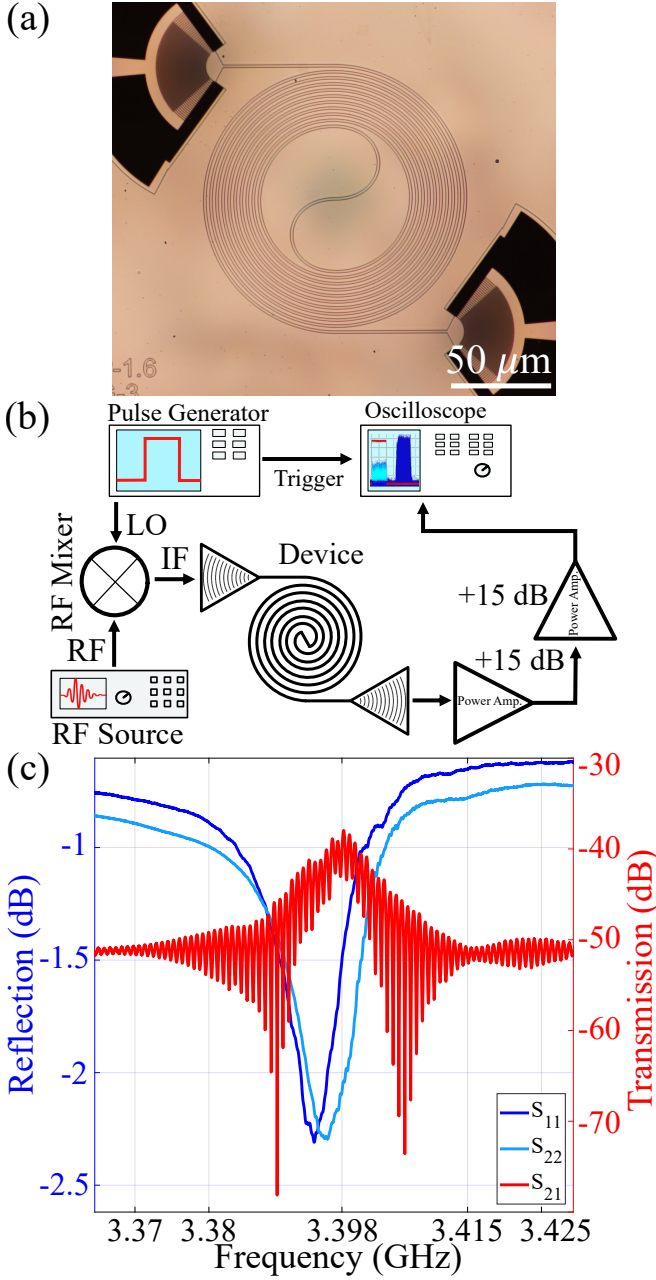 (a)
-1.6
50 μm
(b)
Pulse Generator
Oscilloscope
Trigger
LO
RF Mixer
IF
Device
RF
RF Source
+15 dB
Power Amp.
+15 dB
Power Amp.
(c)
-1
-1.5
-2
-2.5
Reflection (dB)
-30
-40
-50
-60
-70
Transmission (dB)
S11
S22
S21
3.37 3.38 3.398 3.415 3.425
Frequency (GHz)